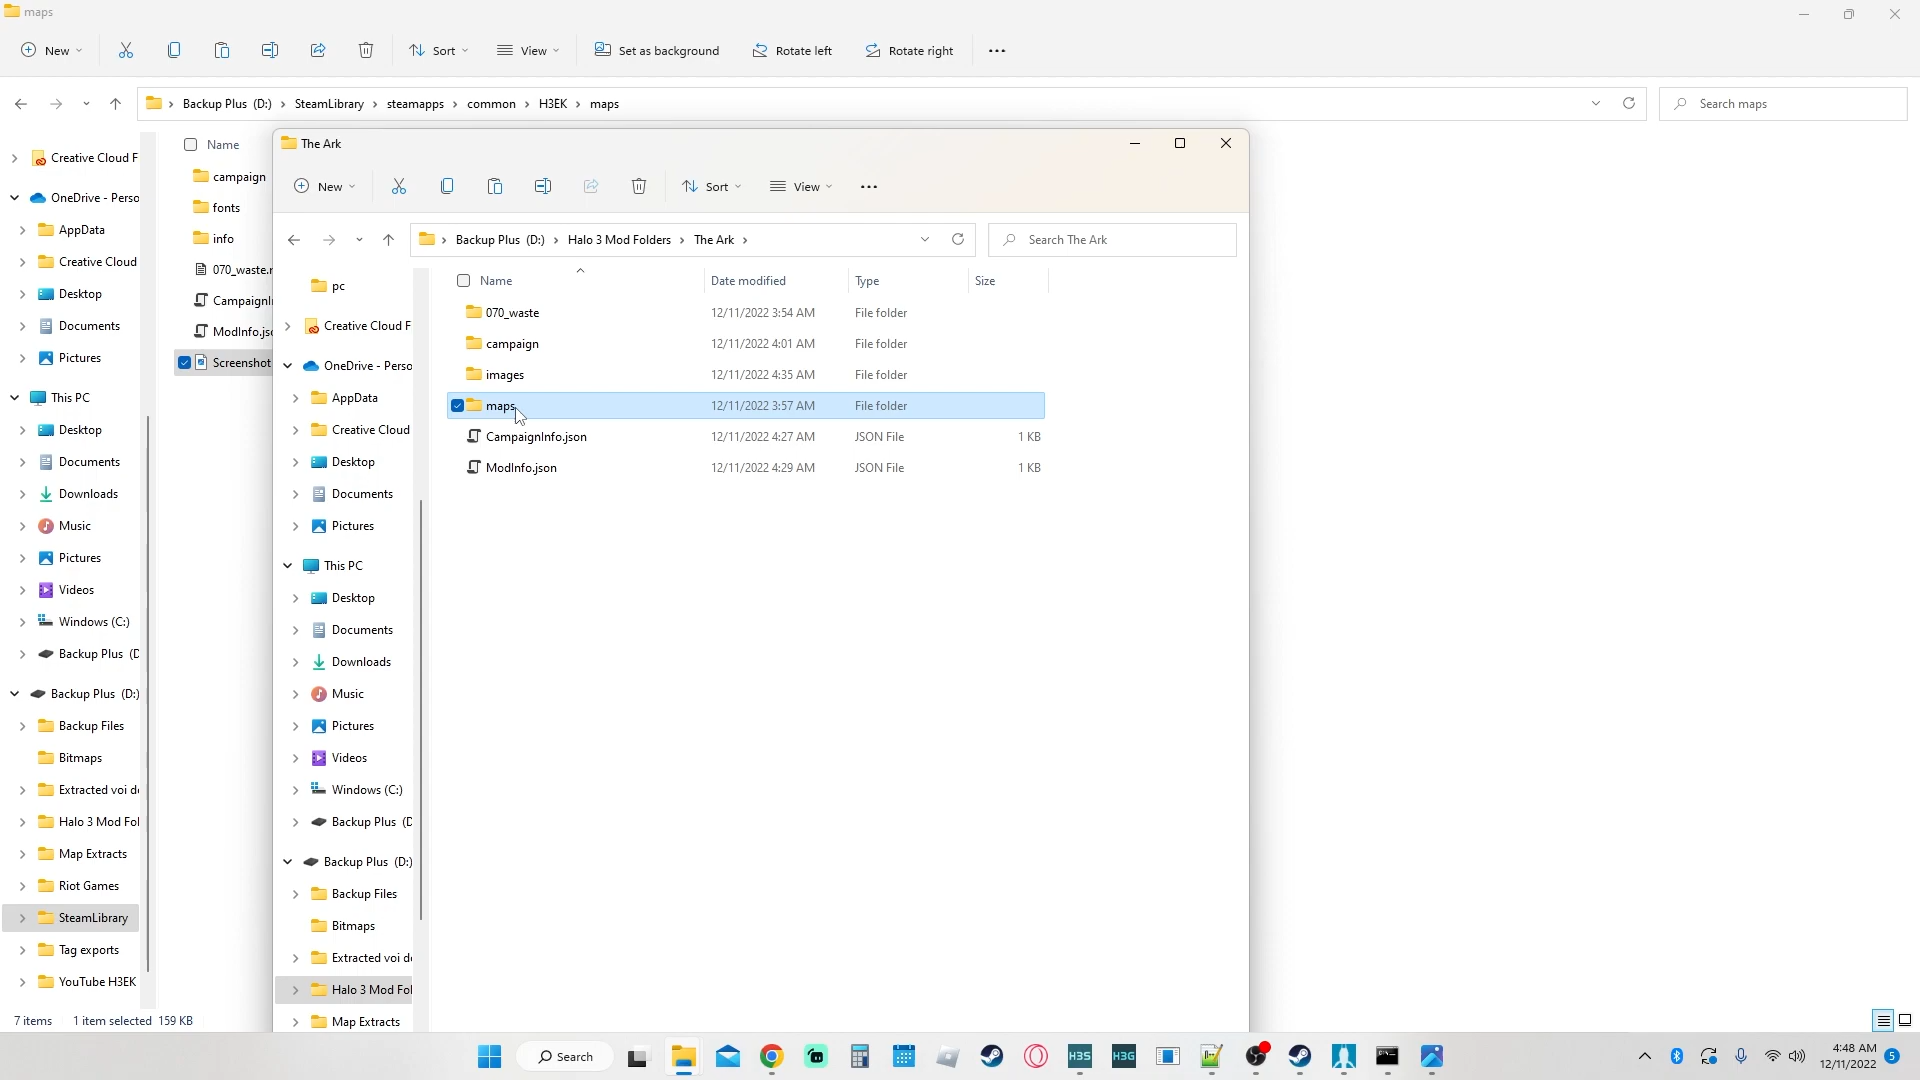 maps
New
Sort
View
Set as background
Rotate left
Rotate right
Backup Plus (D:)
SteamLibrary
steamapps
common
H3EK
maps
Search maps
Creative Cloud F
OneDrive - Perso
AppData
Creative Cloud
Desktop
Documents
Pictures
This PC
Desktop
Documents
Downloads
Music
Pictures
Videos
Windows (C:)
Backup Plus (D
Backup Plus (D:)
Backup Files
Bitmaps
Extracted voi de
Halo 3 Mod Fol
Map Extracts
Riot Games
SteamLibrary
Tag exports
YouTube H3EK
Name
campaign
fonts
info
070_waste.
CampaignI
ModInfo.js
Screenshot
The Ark
New
Sort
View
Backup Plus (D:)
Halo 3 Mod Folders
The Ark
Search The Ark
pc
Creative Cloud F
OneDrive - Perso
AppData
Creative Cloud
Desktop
Documents
Pictures
This PC
Desktop
Documents
Downloads
Music
Pictures
Videos
Windows (C:)
Backup Plus (D
Backup Plus (D:)
Backup Files
Bitmaps
Extracted voi de
Halo 3 Mod Fol
Map Extracts
Name Date modified Type Size
070_waste 12/11/2022 3:54 AM File folder
campaign 12/11/2022 4:01 AM File folder
images 12/11/2022 4:35 AM File folder
maps 12/11/2022 3:57 AM File folder
CampaignInfo.json 12/11/2022 4:27 AM JSON File 1 KB
ModInfo.json 12/11/2022 4:29 AM JSON File 1 KB
7 items 1 item selected 159 KB
Search
H3S
H3G
4:48 AM
12/11/2022
5